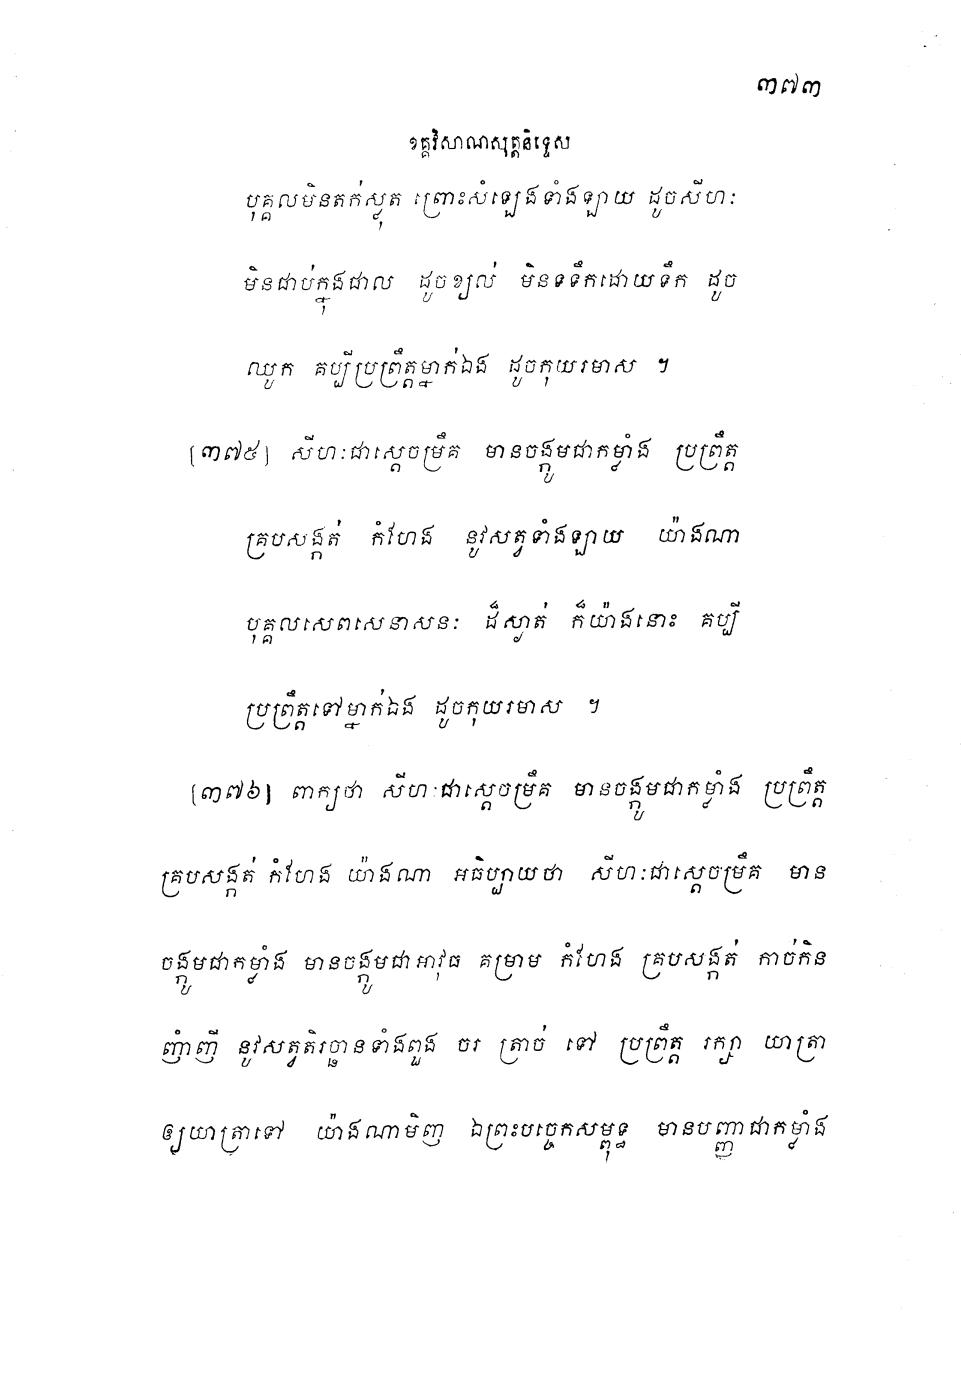 ៣៧៣
ខគ្គវិសាណសុត្តនិទ្ទេស
បុគ្គលមិនតក់ស្លុត ព្រោះសំឡេងទាំងឡាយ ដូចសីហៈ
មិនជាប់ក្នុងជាល ដូចខ្យល់ មិនទទឹកដោយទឹក ដូច
ឈូក គប្បីប្រព្រឹត្តម្នាក់ឯង ដូចកុយរមាស ។
[៣៧៥] សីហៈជាស្តេចម្រឹគ មានចង្កូមជាកម្លាំង ប្រព្រឹត្ត
គ្របសង្កត់ កំហែង នូវសត្វទាំងឡាយ យ៉ាងណា
បុគ្គលសេពសេនាសនៈ ដ៏ស្ងាត់ ក៏យ៉ាងនោះ គប្បី
ប្រព្រឹត្តទៅម្នាក់ឯង ដូចកុយរមាស ។
[៣៧៦] ពាក្យថា សីហៈជាស្តេចម្រឹគ មានចង្កូមជាកម្លាំង ប្រព្រឹត្ត
គ្របសង្កត់ កំហែង យ៉ាងណា អធិប្បាយថា សីហៈជាស្តេចម្រឹគ មាន
ចង្កូមជាកម្លាំង មានចង្កូមជាអាវុធ គម្រាម កំហែង គ្របសង្កត់ កាច់កិន
ញាំញី នូវសត្វតិរច្ឆានទាំងពួង ចរ ត្រាច់ ទៅ ប្រព្រឹត្ត រក្សា យាត្រា
ឲ្យយាត្រាទៅ យ៉ាងណាមិញ ឯព្រះបច្ចេកសម្ពុទ្ធ មានបញ្ញាជាកម្លាំង